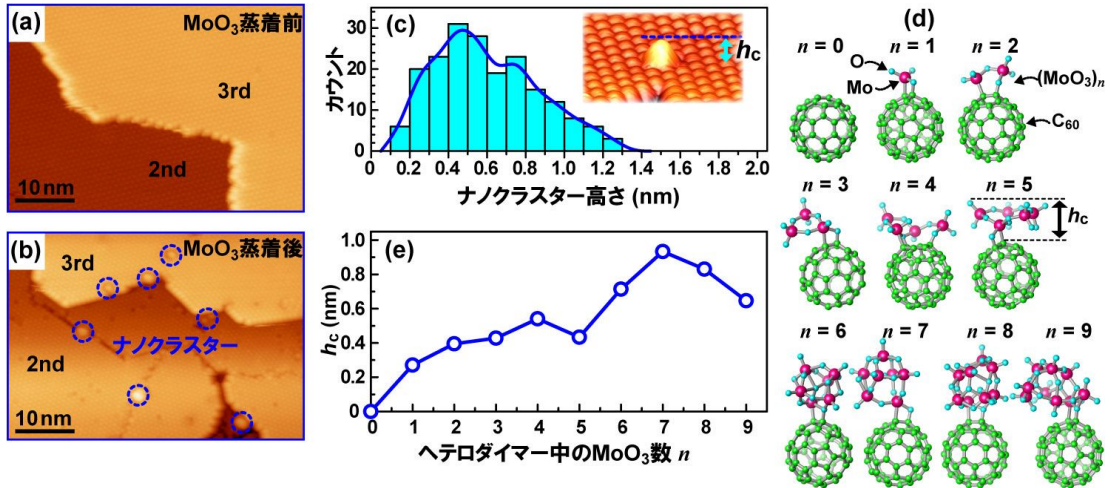 (a)
MoO₃蒸着前
3rd
2nd
10nm
(b)
MoO₃蒸着後
3rd
ナノクラスター
2nd
10nm
(c)
カウント
30
20
10
0
hc
0.0 0.2 0.4 0.6 0.8 1.0 1.2 1.4 1.6 1.8 2.0
ナノクラスター高さ (nm)
(e)
hc (nm)
1.0
0.8
0.6
0.4
0.2
0.0
0 1 2 3 4 5 6 7 8 9
ヘテロダイマー中のMoO₃数 n
(d)
n = 0 n = 1 n = 2
O
Mo
(MoO₃)n
C₆₀
n = 3 n = 4 n = 5
hc
n = 6 n = 7 n = 8 n = 9